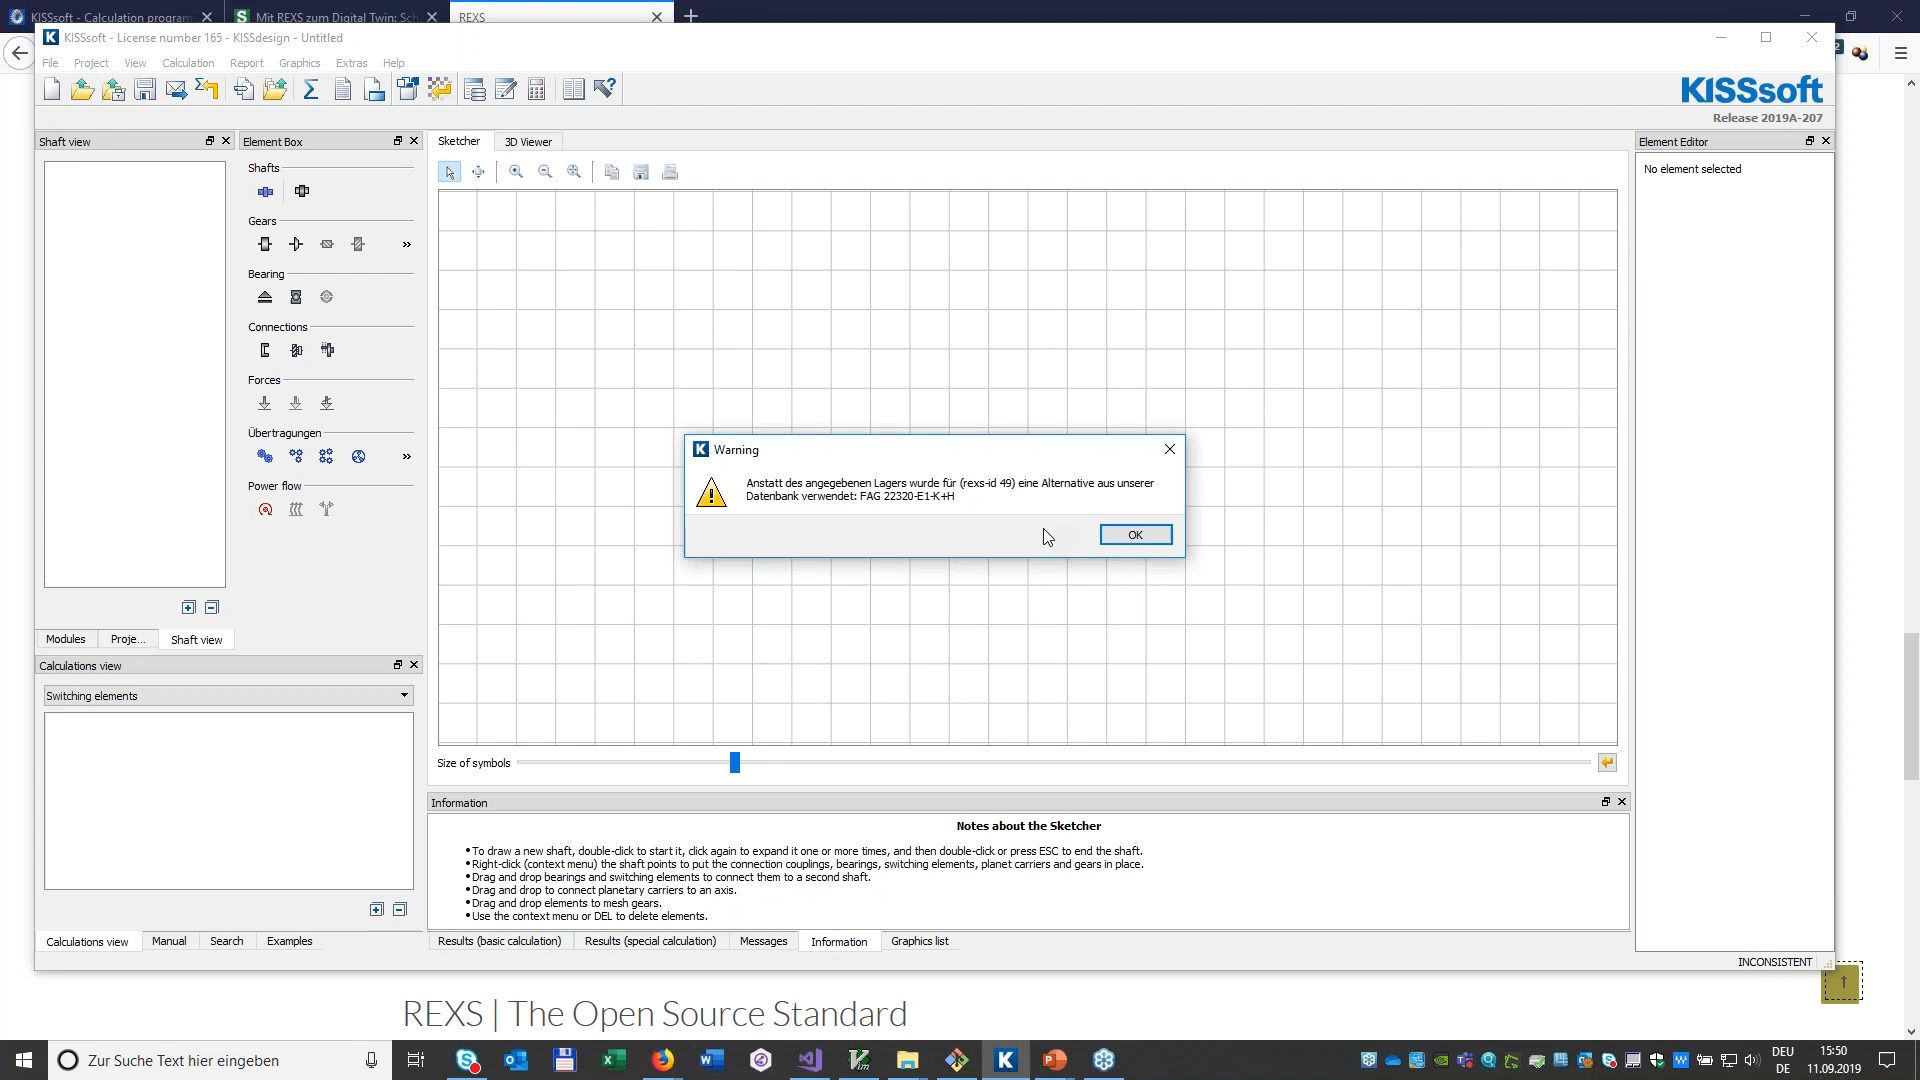 KISSsoft - Calculation program
Mit REXS zum Digital Twin: Sch
REXS
KISSsoft - License number 165 - KISSdesign - Untitled
File Project View Calculation Report Graphics Extras Help
KISSsoft
Release 2019A-207
Shaft view
Element Box
Sketcher
3D Viewer
Element Editor
No element selected
Shafts
Gears
Bearing
Connections
Forces
Übertragungen
Power flow
Warning
Anstatt des angegebenen Lagers wurde für (rexs-id 49) eine Alternative aus unserer
Datenbank verwendet: FAG 22320-E1-K+H
OK
Modules Proje... Shaft view
Calculations view
Switching elements
Size of symbols
Information
Notes about the Sketcher
•To draw a new shaft, double-click to start it, click again to expand it one or more times, and then double-click or press ESC to end the shaft.
•Right-click (context menu) the shaft points to put the connection couplings, bearings, switching elements, planet carriers and gears in place.
•Drag and drop bearings and switching elements to connect them to a second shaft.
•Drag and drop to connect planetary carriers to an axis.
•Drag and drop elements to mesh gears.
•Use the context menu or DEL to delete elements.
Calculations view Manual Search Examples
Results (basic calculation) Results (special calculation) Messages Information Graphics list
INCONSISTENT
REXS | The Open Source Standard
Zur Suche Text hier eingeben
DEU
DE
15:50
11.09.2019